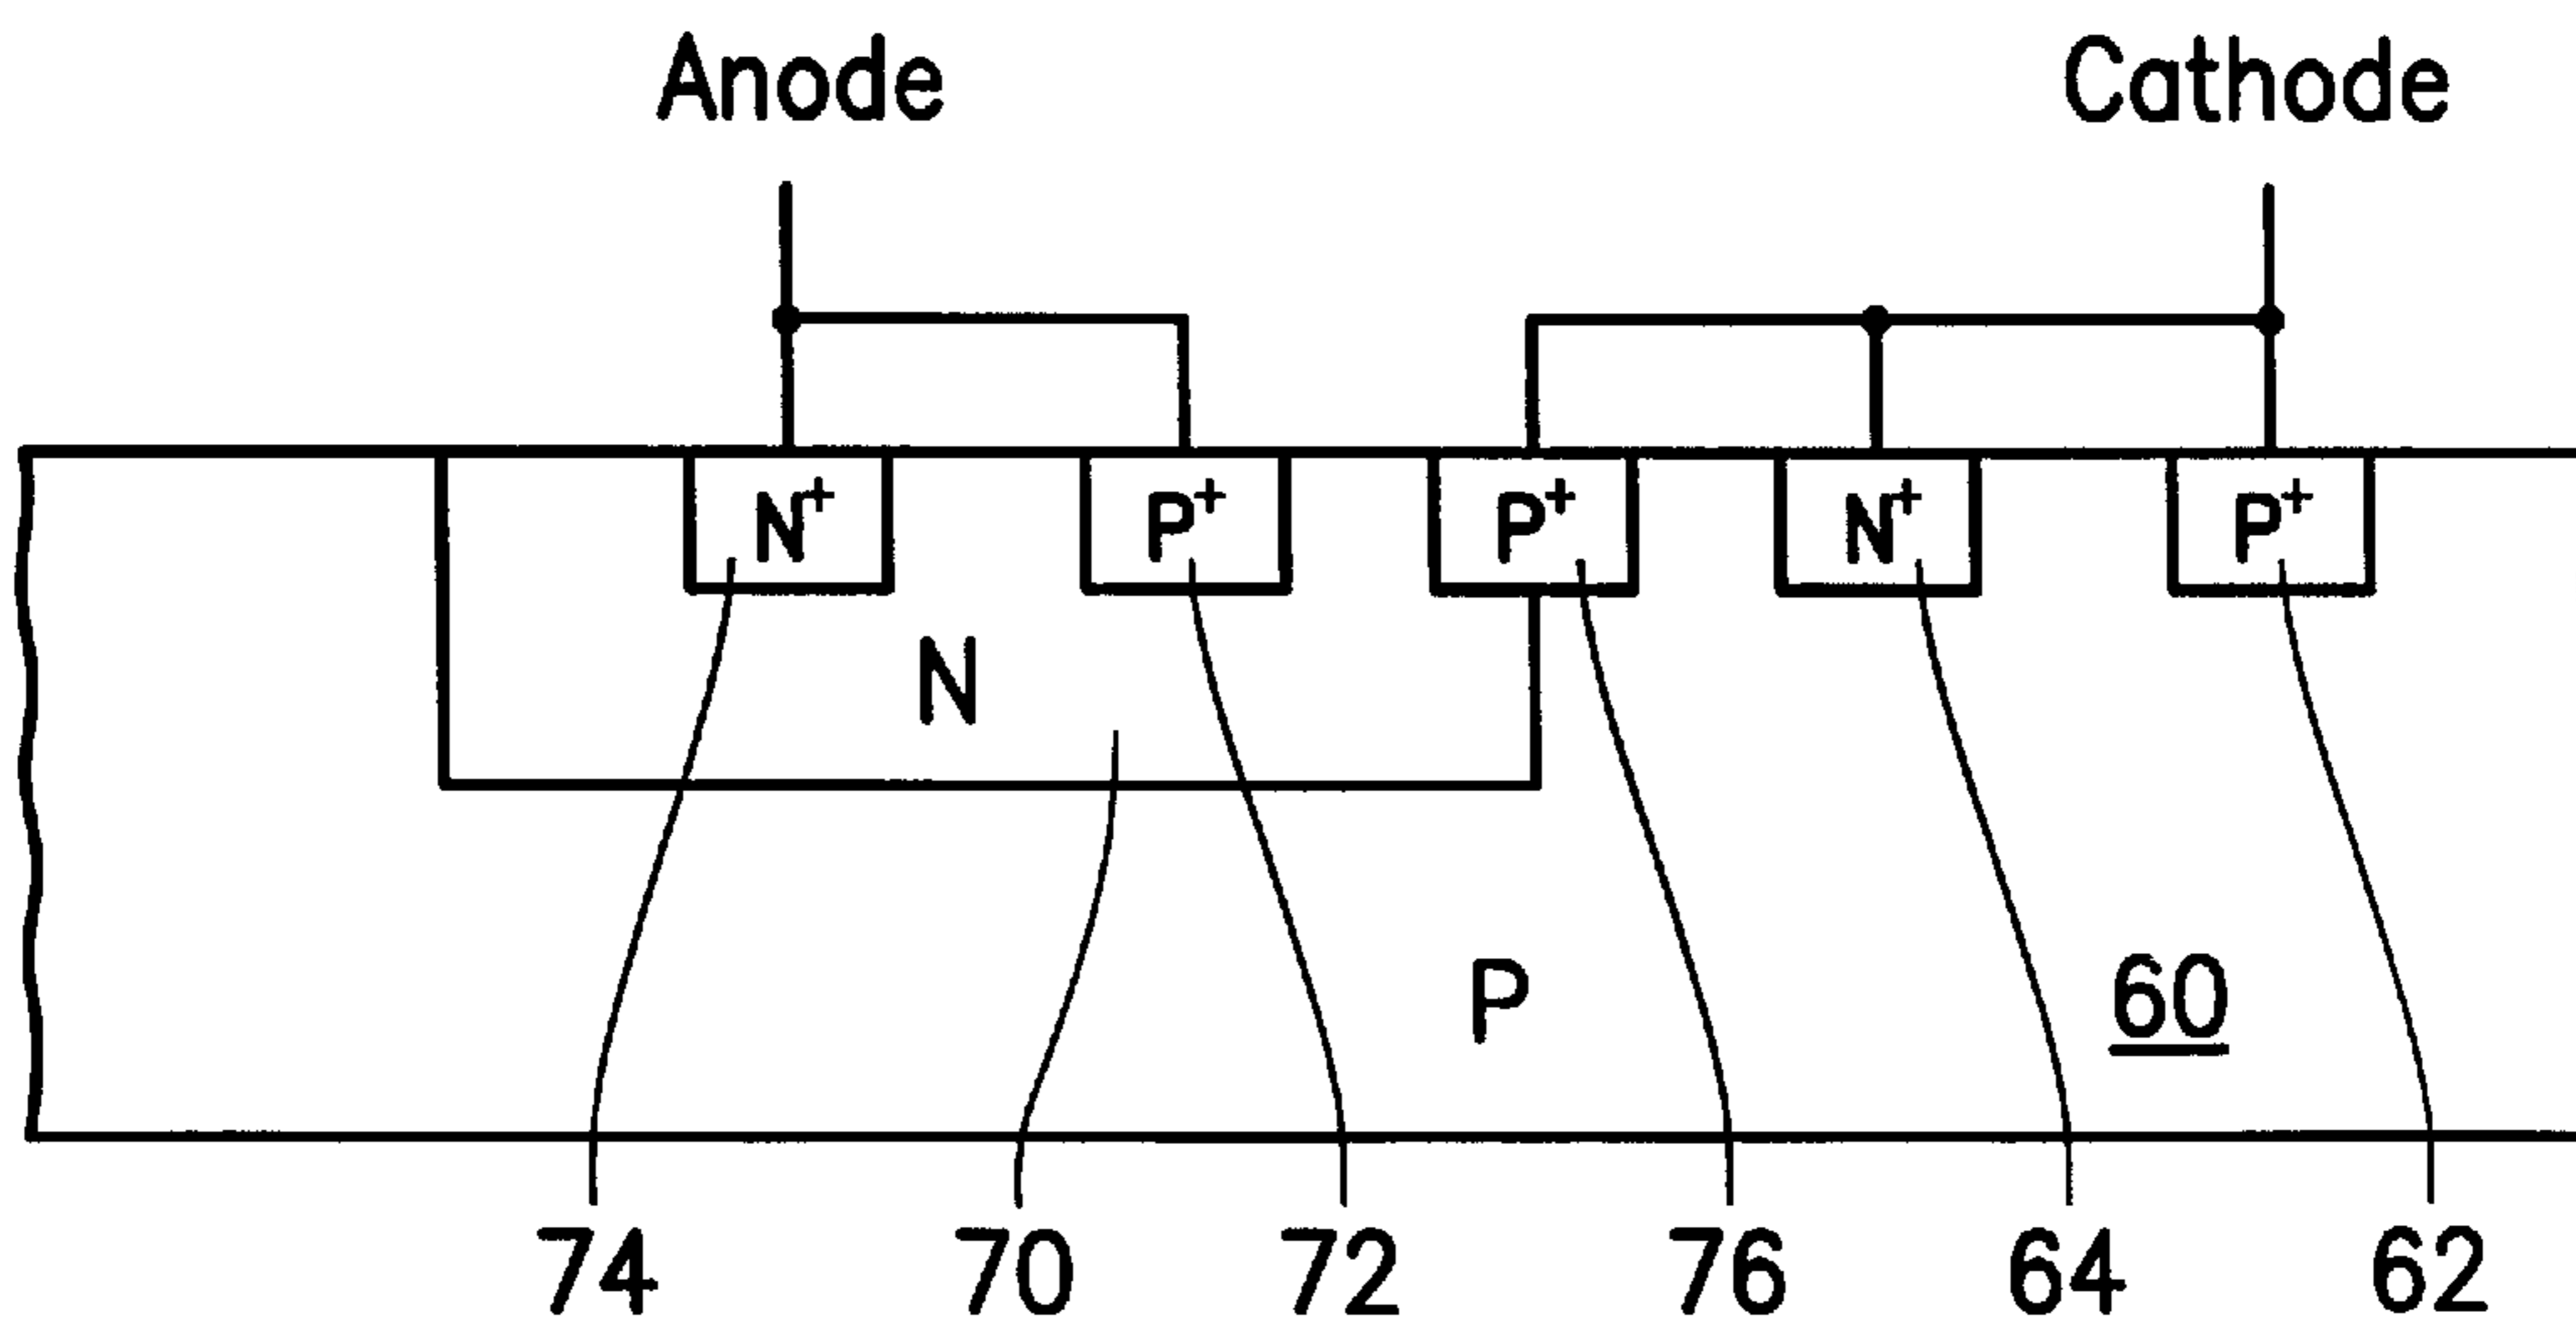 Anode Cathode
N+ P+ P+ N+ P+
N
P 60
74 70 72 76 64 62